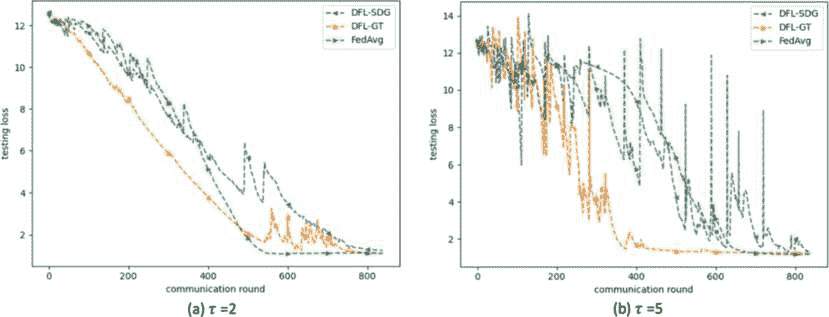 12
10
8
6
4
2
testing loss
0
200
400
600
800
communication round
DFL-SDG
DFL-GT
FedAvg
(a) τ =2
14
12
10
8
6
4
2
testing loss
0
200
400
600
800
communication round
DFL-SDG
DFL-GT
FedAvg
(b) τ =5